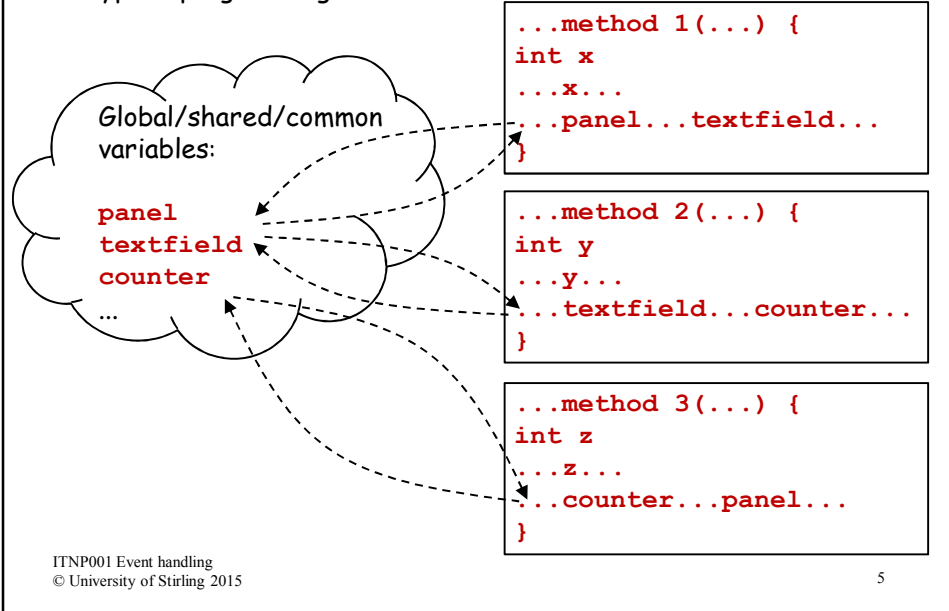 ...method 1(...) {
int x
...x...
...panel...textfield...
}
Global/shared/common
variables:
panel
textfield
counter
...
...method 2(...) {
int y
...y...
...textfield...counter...
}
...method 3(...) {
int z
...z...
...counter...panel...
}
ITNP001 Event handling
© University of Stirling 2015
5